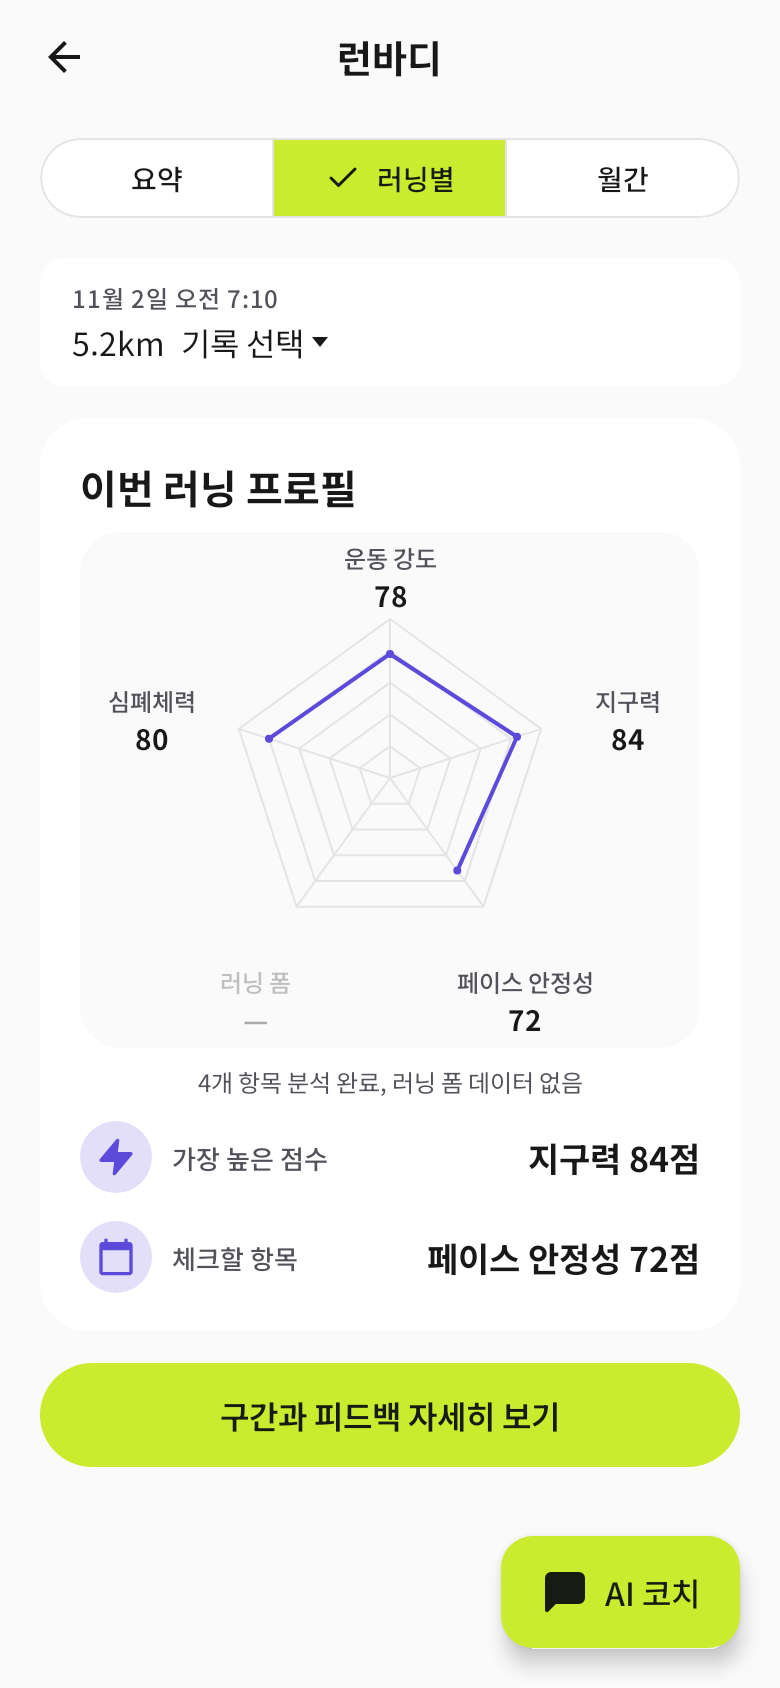 런바디
요약
러닝별
월간
11월 2일 오전 7:10
5.2km 기록 선택
이번 러닝 프로필
운동 강도
78
심폐체력
80
지구력
84
러닝 폼
—
페이스 안정성
72
4개 항목 분석 완료, 러닝 폼 데이터 없음
가장 높은 점수
지구력 84점
체크할 항목
페이스 안정성 72점
구간과 피드백 자세히 보기
AI 코치